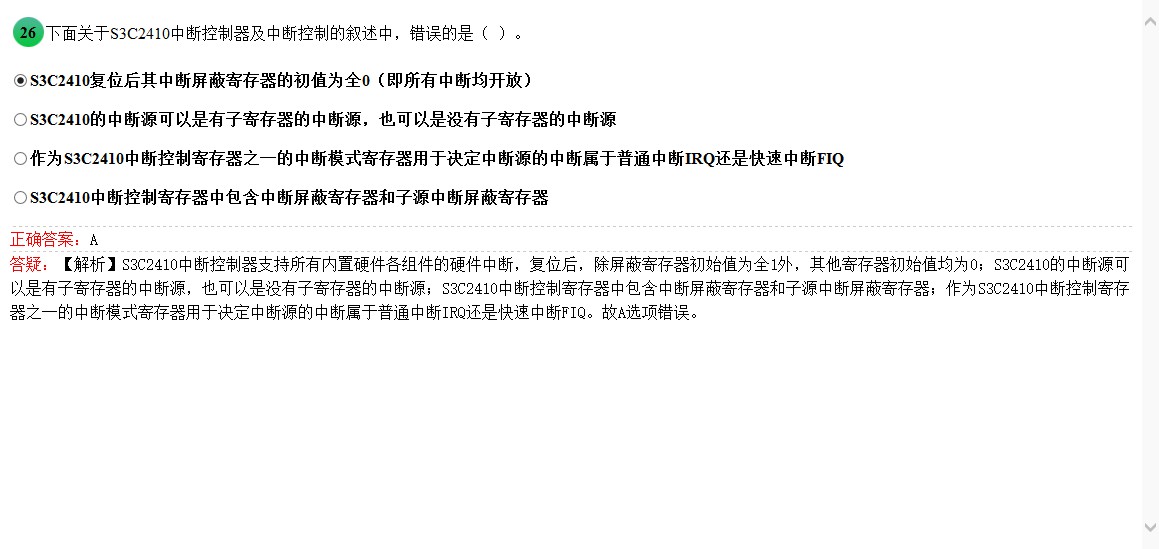 26 下面关于S3C2410中断控制器及中断控制的叙述中，错误的是（ ）。
S3C2410复位后其中断屏蔽寄存器的初值为全0（即所有中断均开放）
S3C2410的中断源可以是有子寄存器的中断源，也可以是没有子寄存器的中断源
作为S3C2410中断控制寄存器之一的中断模式寄存器用于决定中断源的中断属于普通中断IRQ还是快速中断FIQ
S3C2410中断控制寄存器中包含中断屏蔽寄存器和子源中断屏蔽寄存器
正确答案：A
答疑：【解析】S3C2410中断控制器支持所有内置硬件各组件的硬件中断，复位后，除屏蔽寄存器初始值为全1外，其他寄存器初始值均为0；S3C2410的中断源可
以是有子寄存器的中断源，也可以是没有子寄存器的中断源；S3C2410中断控制寄存器中包含中断屏蔽寄存器和子源中断屏蔽寄存器；作为S3C2410中断控制寄存
器之一的中断模式寄存器用于决定中断源的中断属于普通中断IRQ还是快速中断FIQ。故A选项错误。